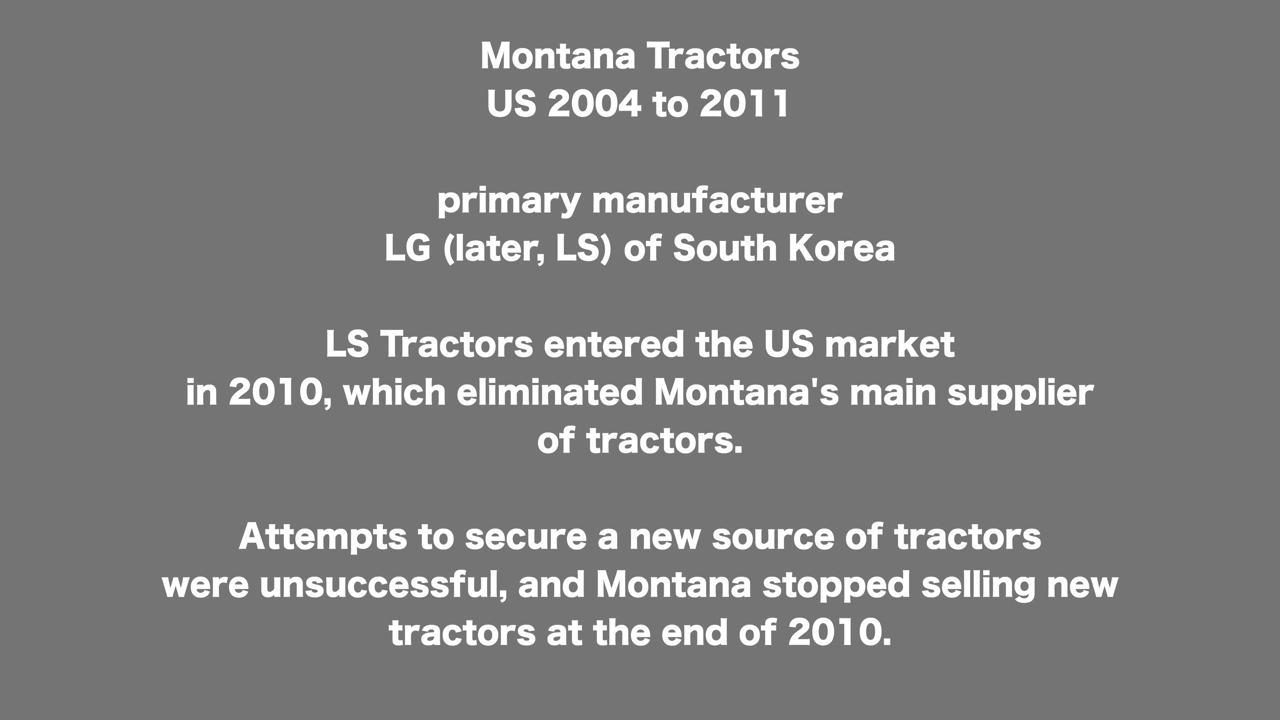 Montana Tractors
US 2004 to 2011
primary manufacturer
LG (later, LS) of South Korea
LS Tractors entered the US market
in 2010, which eliminated Montana's main supplier
of tractors.
Attempts to secure a new source of tractors
were unsuccessful, and Montana stopped selling new
tractors at the end of 2010.